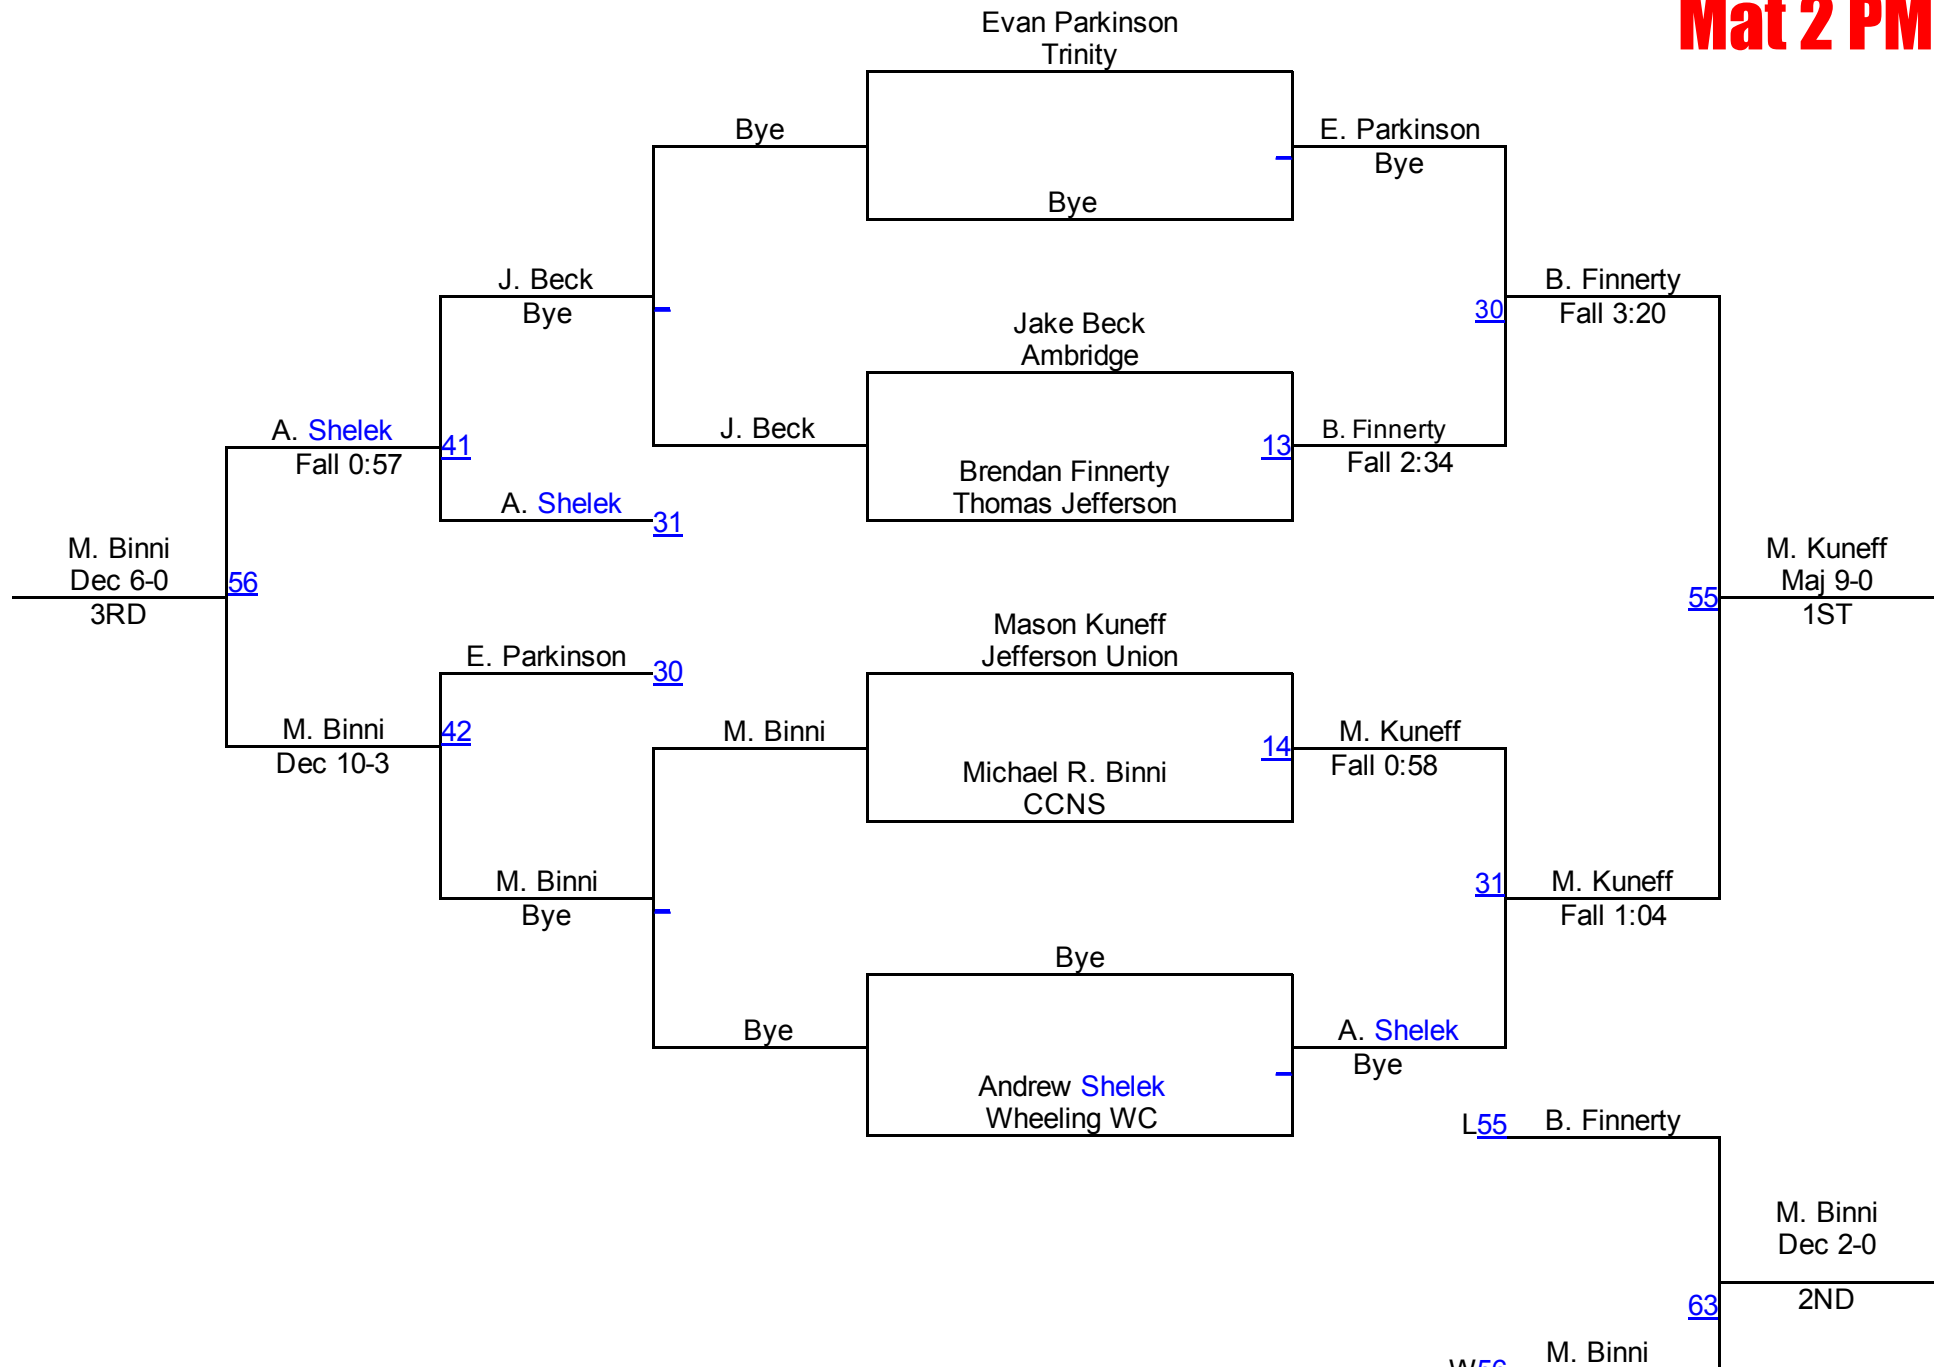 Mat 2 PM
Evan Parkinson
Trinity
Bye
E. Parkinson
Bye
Bye
J. Beck
Bye
B. Finnerty
Fall 3:20
30
Jake Beck
Ambridge
A. Shelek
Fall 0:57
41
J. Beck
13
B. Finnerty
Fall 2:34
Brendan Finnerty
Thomas Jefferson
A. Shelek
31
M. Binni
Dec 6-0
3RD
56
M. Kuneff
Maj 9-0
1ST
55
Mason Kuneff
Jefferson Union
E. Parkinson
30
M. Binni
Dec 10-3
42
M. Binni
14
M. Kuneff
Fall 0:58
Michael R. Binni
CCNS
M. Binni
Bye
31
M. Kuneff
Fall 1:04
Bye
Bye
A. Shelek
Bye
Andrew Shelek
Wheeling WC
L55
B. Finnerty
M. Binni
Dec 2-0
2ND
63
M. Binni
W56